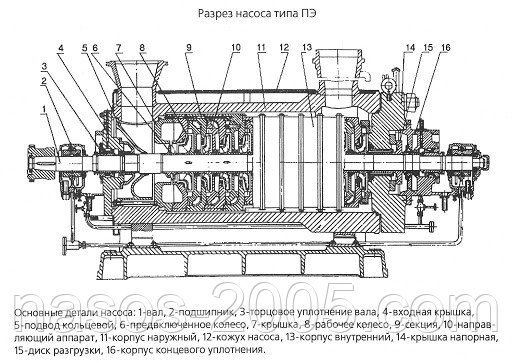 Разрез насоса типа ПЭ
4 5 6 7 8 9 10 11 12 13 14 15 16
3
2
1
nasos-2005.com
Основные детали насоса: 1-вал, 2-подшипник, 3-торцовое уплотнение вала, 4-входная крышка,
5-подвод кольцевой, 6-предвключенное колесо, 7-крышка, 8-рабочее колесо, 9-секция, 10-направ-
ляющий аппарат, 11-корпус наружный, 12-кожух насоса, 13-корпус внутренний, 14-крышка напорная,
15-диск разгрузки, 16-корпус концевого уплотнения.